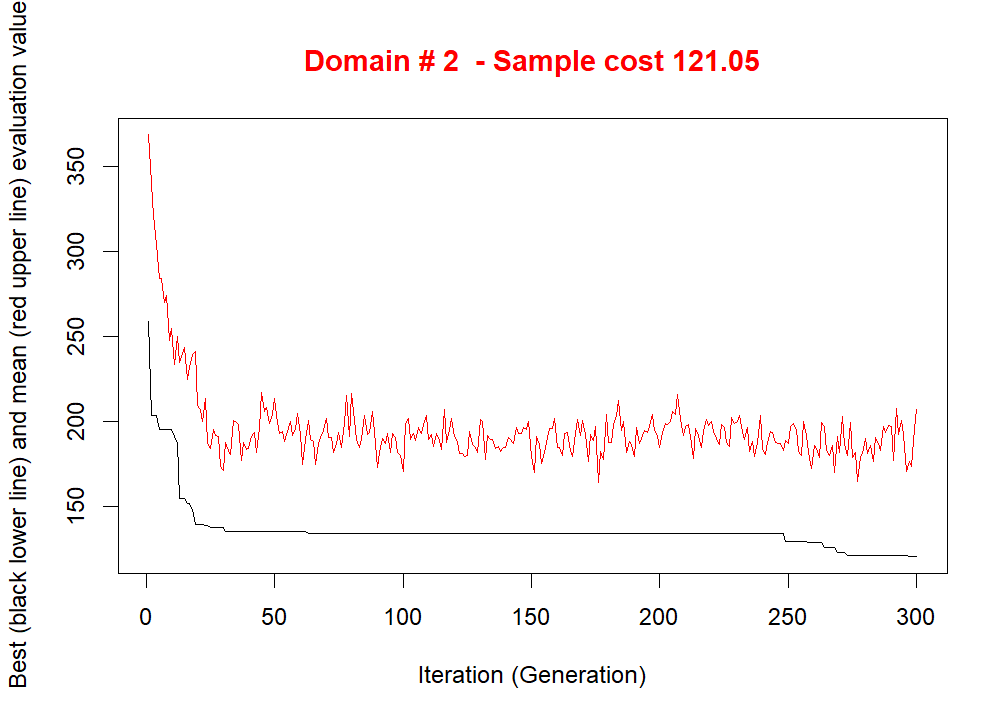 Domain # 2  - Sample cost 121.05
Best (black lower line) and mean (red upper line) evaluation value
350
300
250
200
150
0 50 100 150 200 250 300
Iteration (Generation)